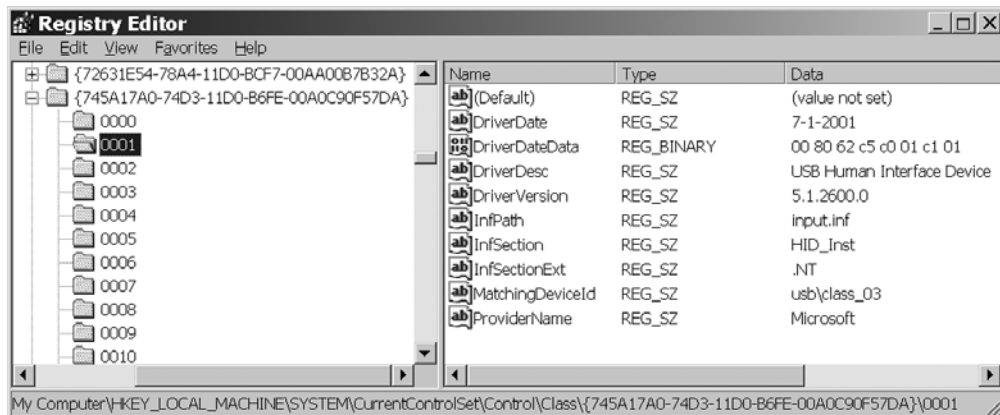 Registry Editor
File Edit View Favorites Help
{72631E54-78A4-11D0-BCF7-00AA00B7B32A}
{745A17A0-74D3-11D0-B6FE-00A0C90F57DA}
0000
0001
0002
0003
0004
0005
0006
0007
0008
0009
0010
Name Type Data
(Default) REG_SZ (value not set)
DriverDate REG_SZ 7-1-2001
DriverDateData REG_BINARY 00 80 62 c5 c0 01 c1 01
DriverDesc REG_SZ USB Human Interface Device
DriverVersion REG_SZ 5.1.2600.0
InfPath REG_SZ input.inf
InfSection REG_SZ HID_Inst
InfSectionExt REG_SZ .NT
MatchingDeviceId REG_SZ usb\class_03
ProviderName REG_SZ Microsoft
My Computer\HKEY_LOCAL_MACHINE\SYSTEM\CurrentControlSet\Control\Class\{745A17A0-74D3-11D0-B6FE-00A0C90F57DA}\0001